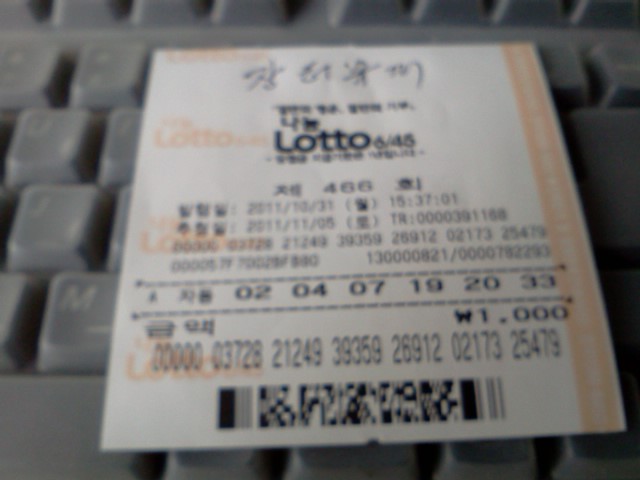 나눔
Lotto 6/45
제 466 회
발행일: 2011/10/31 (월) 15:37:01
추첨일: 2011/11/05 (토) TR:0000391168
00000 03728 21249 39359 26912 02173 25479
000057F7002BFB80 130000821/0000782293
A 자동 02 04 07 19 20 33
금액 ₩1,000
00000 03728 21249 39359 26912 02173 25479
M